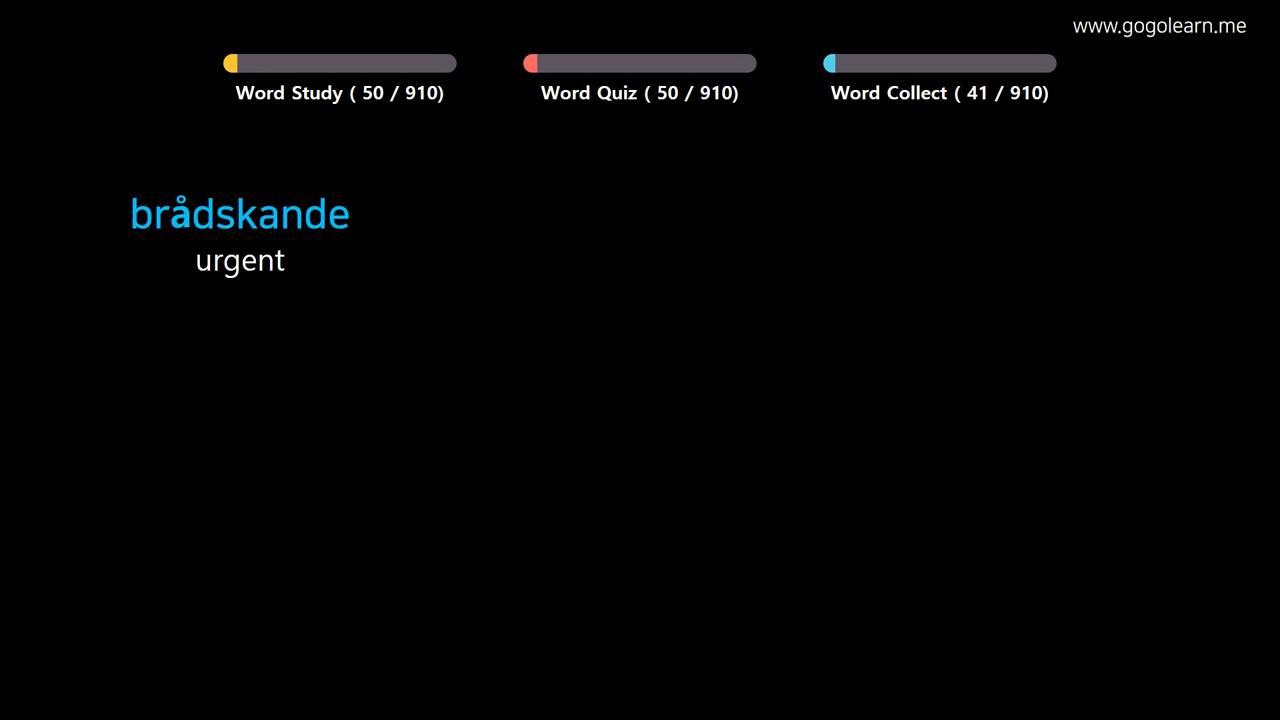 www.gogolearn.me
Word Study ( 50 / 910)
Word Quiz ( 50 / 910)
Word Collect ( 41 / 910)
brådskande
urgent